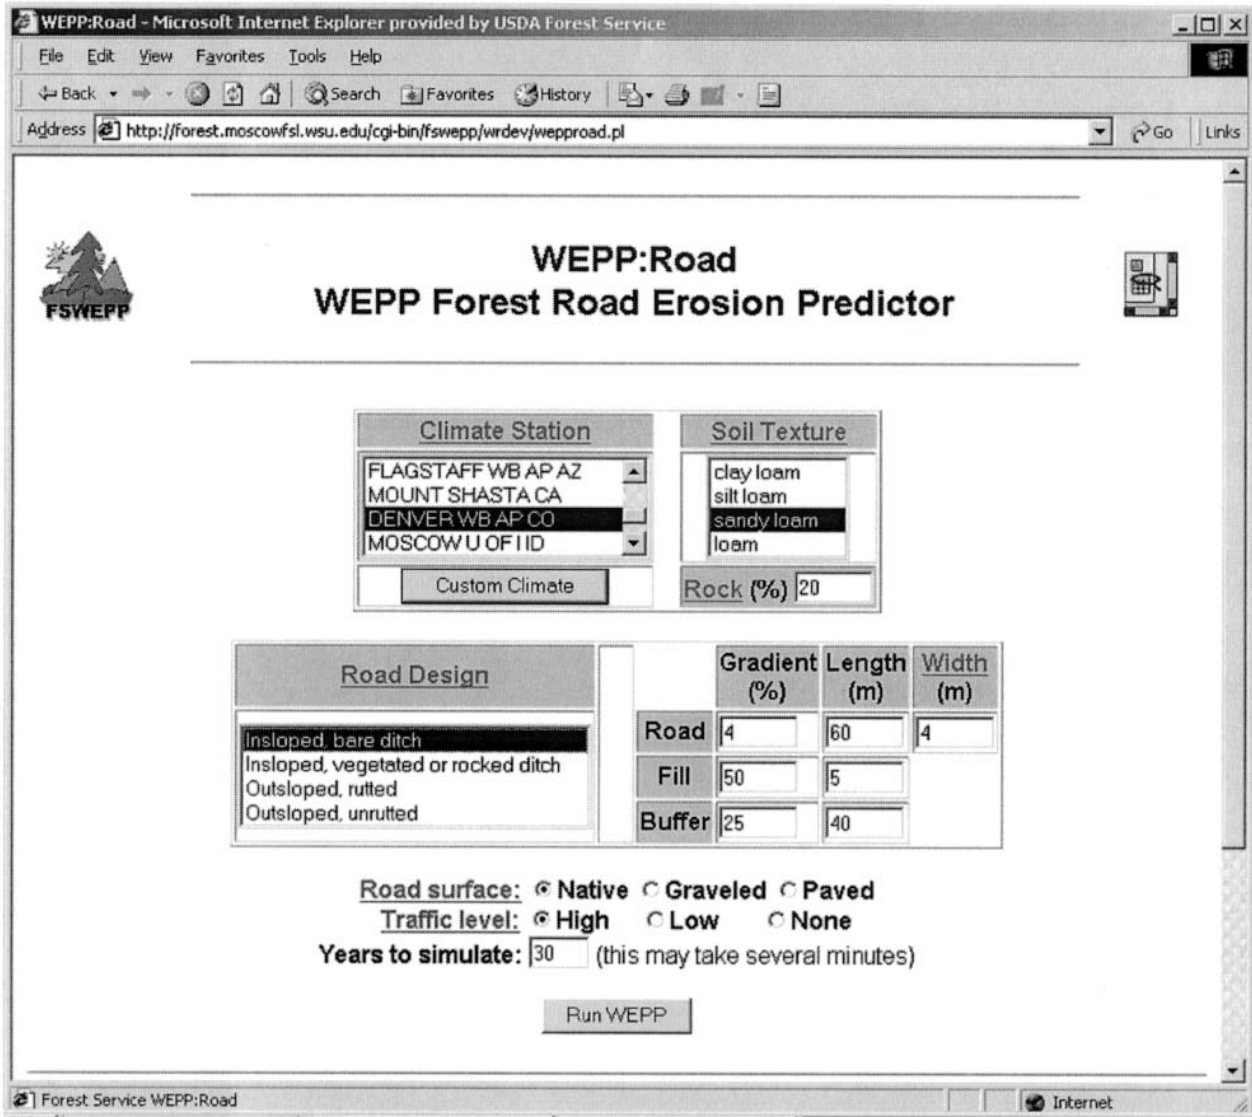 WEPP:Road - Microsoft Internet Explorer provided by USDA Forest Service
File Edit View Favorites Tools Help
Back Search Favorites History
Address http://forest.moscowfsl.wsu.edu/cgi-bin/fswepp/wrdev/wepproad.pl Go Links
FSWEPP
WEPP:Road
WEPP Forest Road Erosion Predictor
Climate Station
FLAGSTAFF WB AP AZ
MOUNT SHASTA CA
DENVER WB AP CO
MOSCOW U OF I ID
Custom Climate
Soil Texture
clay loam
silt loam
sandy loam
loam
Rock (%) 20
Road Design
Insloped, bare ditch
Insloped, vegetated or rocked ditch
Outsloped, rutted
Outsloped, unrutted
Gradient (%) Length (m) Width (m)
Road 4 60 4
Fill 50 5
Buffer 25 40
Road surface: Native Graveled Paved
Traffic level: High Low None
Years to simulate: 30 (this may take several minutes)
Run WEPP
Forest Service WEPP:Road Internet